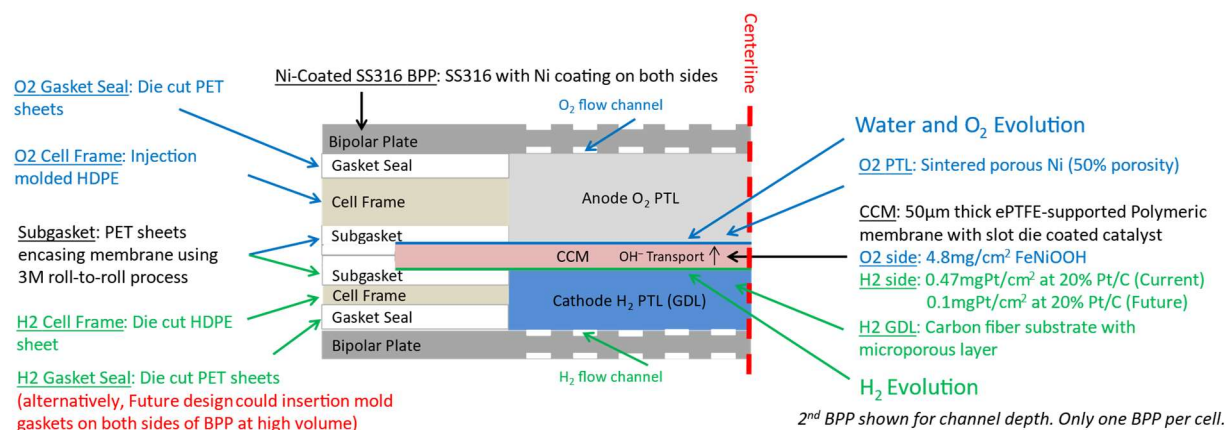 Ni-Coated SS316 BPP: SS316 with Ni coating on both sides
O2 Gasket Seal: Die cut PET
sheets
O2 Cell Frame: Injection
molded HDPE
Subgasket: PET sheets
encasing membrane using
3M roll-to-roll process
H2 Cell Frame: Die cut HDPE
sheet
H2 Gasket Seal: Die cut PET sheets
(alternatively, Future design could insertion mold
gaskets on both sides of BPP at high volume)
O₂ flow channel
Bipolar Plate
Gasket Seal
Cell Frame
Anode O₂ PTL
Subgasket
CCM
OH⁻ Transport
Subgasket
Cell Frame
Cathode H₂ PTL (GDL)
Gasket Seal
Bipolar Plate
H₂ flow channel
Centerline
Water and O₂ Evolution
O2 PTL: Sintered porous Ni (50% porosity)
CCM: 50µm thick ePTFE-supported Polymeric
membrane with slot die coated catalyst
O2 side: 4.8mg/cm² FeNiOOH
H2 side: 0.47mgPt/cm² at 20% Pt/C (Current)
0.1mgPt/cm² at 20% Pt/C (Future)
H2 GDL: Carbon fiber substrate with
microporous layer
H₂ Evolution
2nd BPP shown for channel depth. Only one BPP per cell.